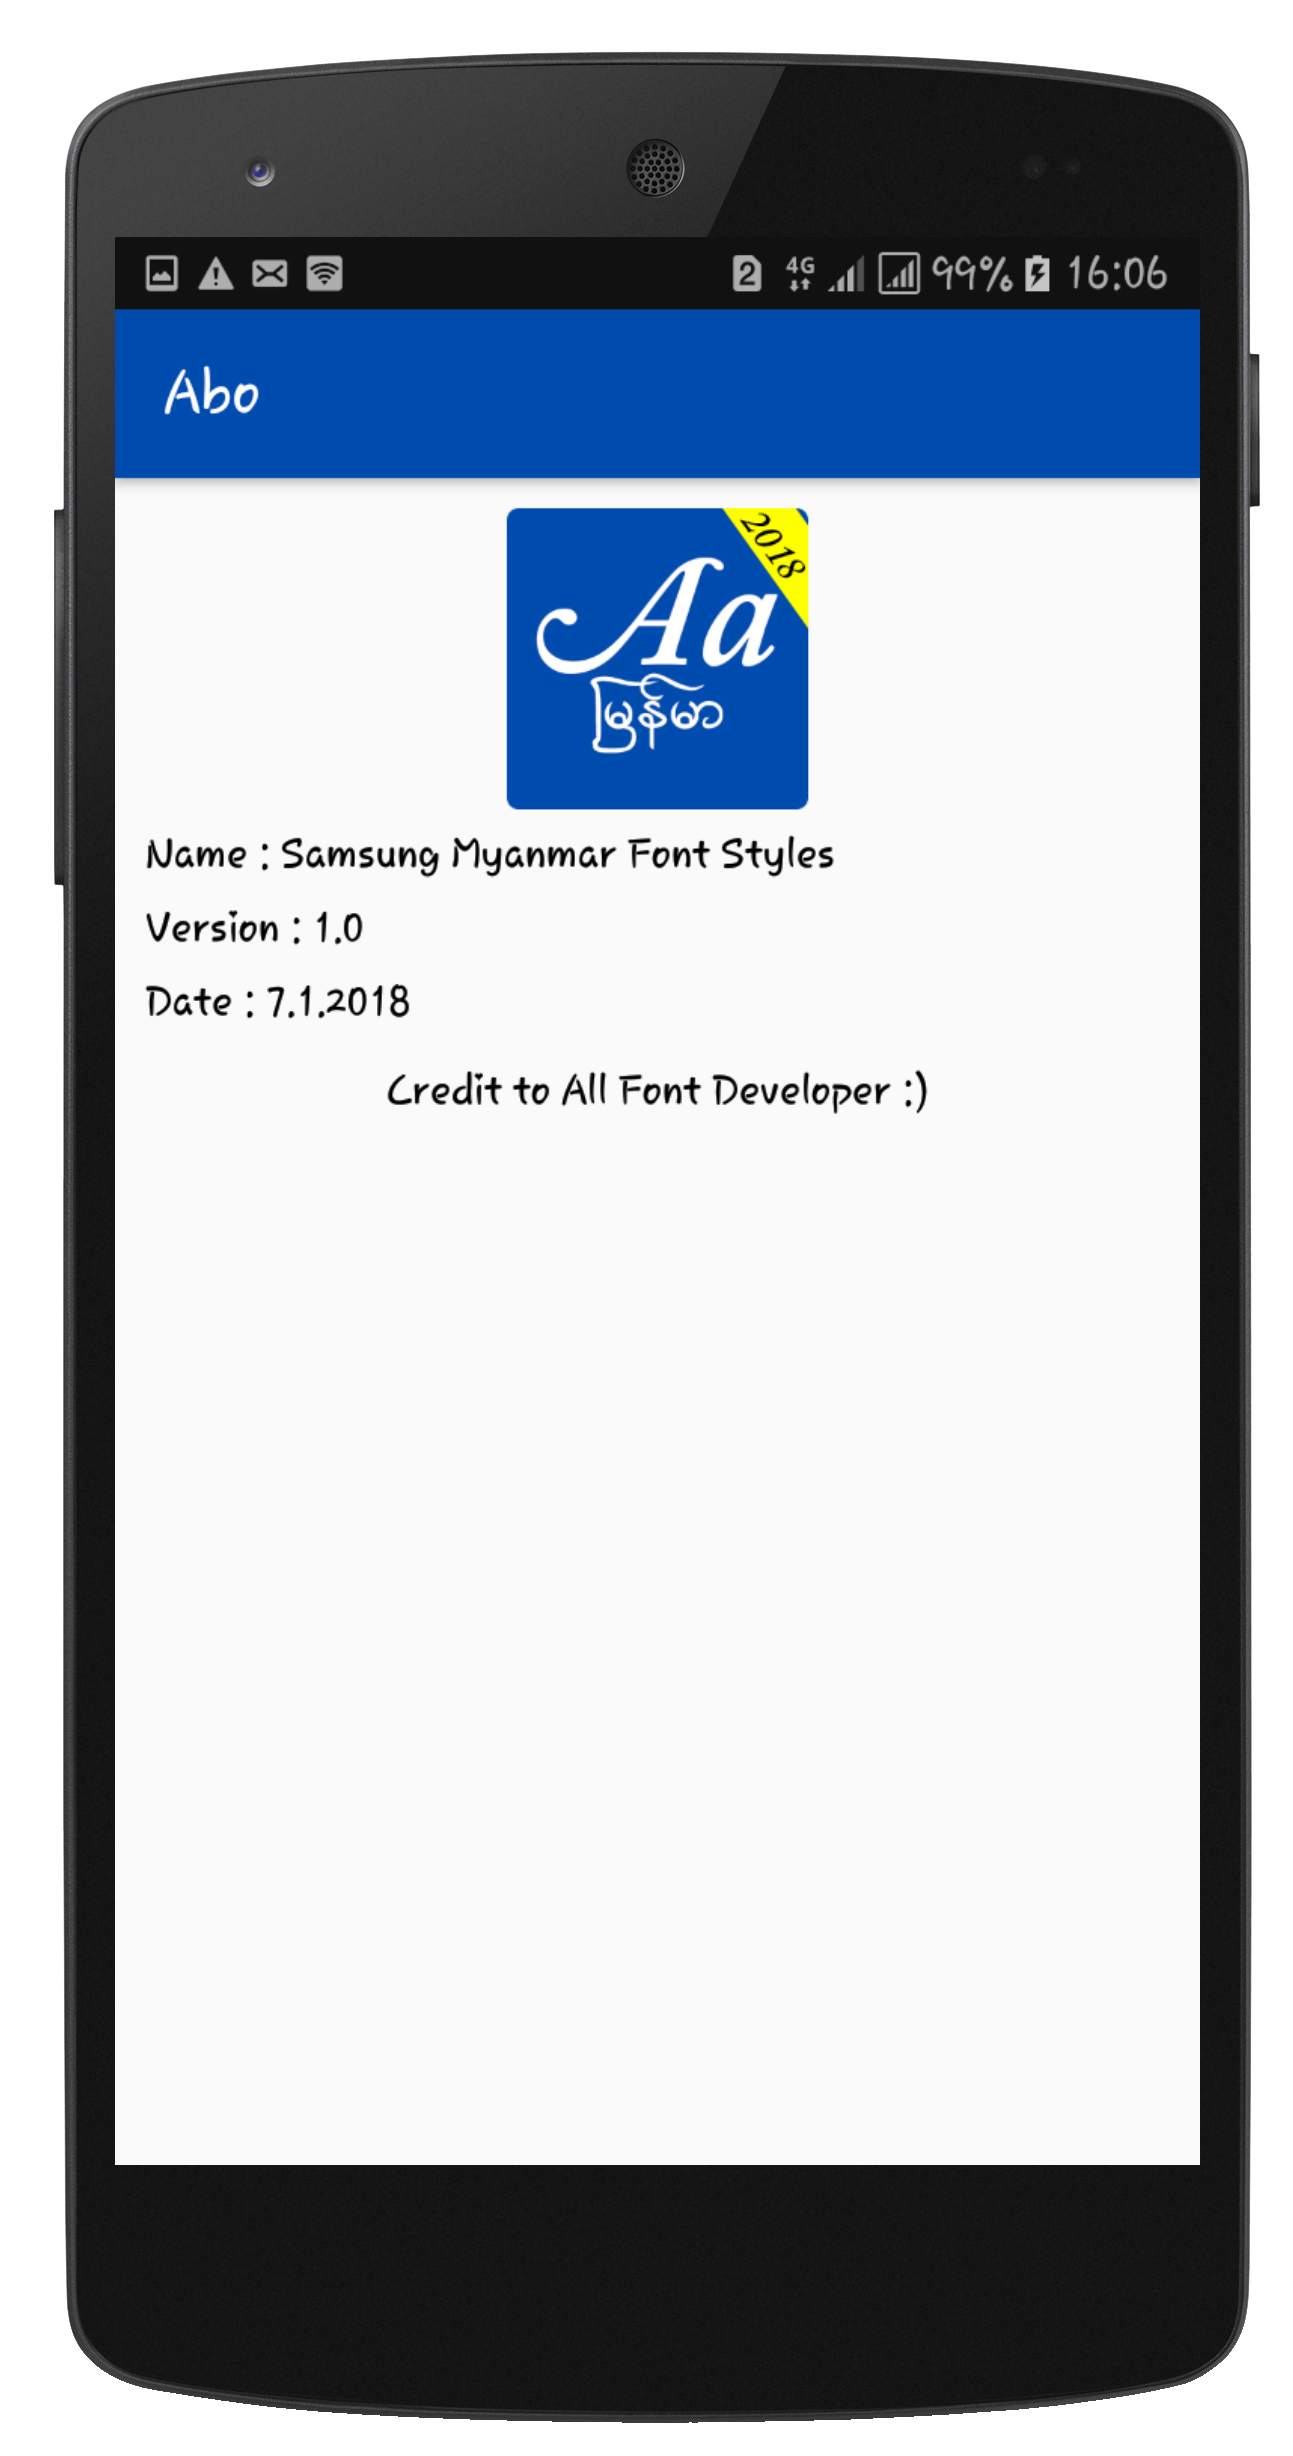 2 4G 99% 16:06
Abo
2018
Aa
မြန်မာ
Name : Samsung Myanmar Font Styles
Version : 1.0
Date : 7.1.2018
Credit to All Font Developer :)